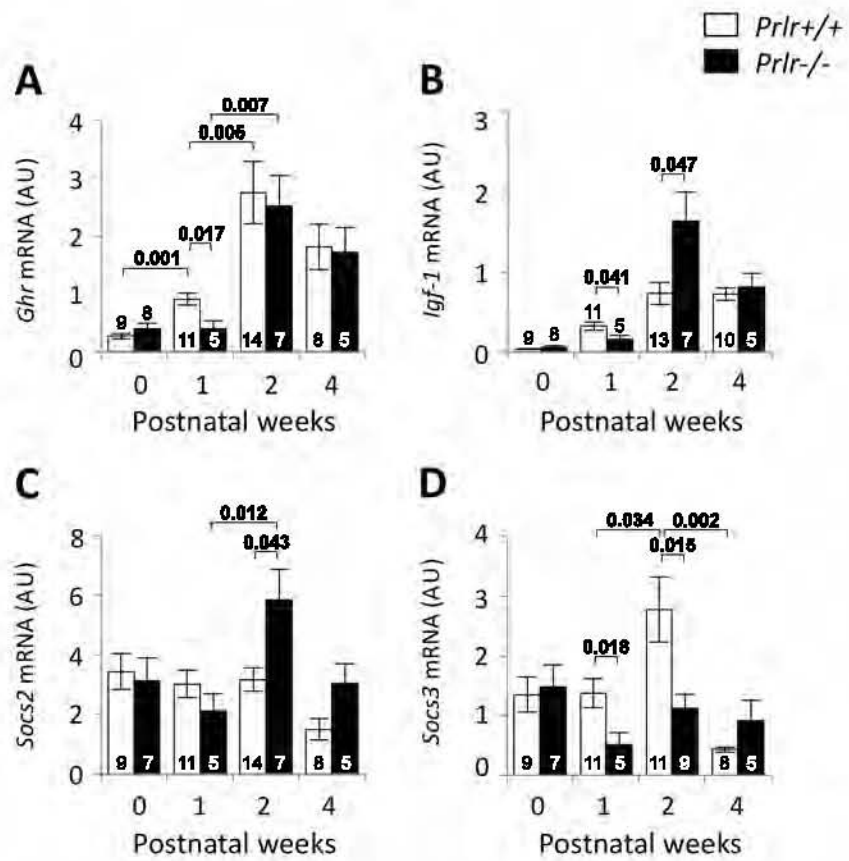 Prlr+/+
Prlr-/-
A
0.007
0.005
0.017
0.001
Ghr mRNA (AU)
4
3
2
1
0
9 8 11 5 14 7 8 5
0 1 2 4
Postnatal weeks
B
0.047
0.041
Igf-1 mRNA (AU)
3
2
1
0
9 8 11 5 13 7 10 5
0 1 2 4
Postnatal weeks
C
0.012
0.043
Socs2 mRNA (AU)
8
6
4
2
0
9 7 11 5 14 7 8 5
0 1 2 4
Postnatal weeks
D
0.034 0.002
0.015
0.018
Socs3 mRNA (AU)
4
3
2
1
0
9 7 11 5 11 9 8 5
0 1 2 4
Postnatal weeks